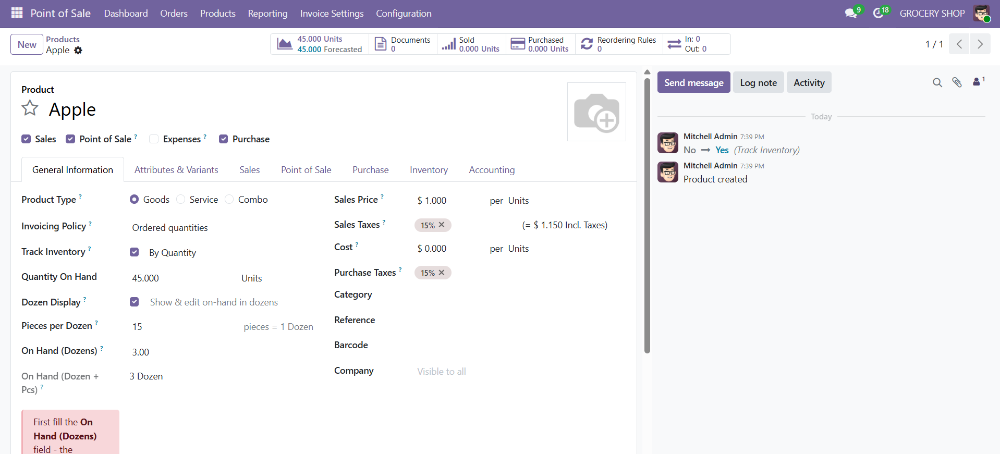 Point of Sale Dashboard Orders Products Reporting Invoice Settings Configuration 9 18 GROCERY SHOP
New Products
Apple
45.000 Units
45.000 Forecasted
Documents
0
Sold
0.000 Units
Purchased
0.000 Units
Reordering Rules
0
In: 0
Out: 0
1 / 1
Product
Apple
Sales Point of Sale ? Expenses ? Purchase
General Information Attributes & Variants Sales Point of Sale Purchase Inventory Accounting
Product Type ? Goods Service Combo
Invoicing Policy ? Ordered quantities
Track Inventory ? By Quantity
Quantity On Hand 45.000 Units
Dozen Display ? Show & edit on-hand in dozens
Pieces per Dozen ? 15 pieces = 1 Dozen
On Hand (Dozens) ? 3.00
On Hand (Dozen + 3 Dozen
Pcs) ?
First fill the On
Hand (Dozens)
field - the
Sales Price ? $ 1.000 per Units
Sales Taxes ? 15% (= $ 1.150 Incl. Taxes)
Cost ? $ 0.000 per Units
Purchase Taxes ? 15%
Category
Reference
Barcode
Company Visible to all
Send message Log note Activity 1
Today
Mitchell Admin 7:39 PM
No → Yes (Track Inventory)
Mitchell Admin 7:39 PM
Product created